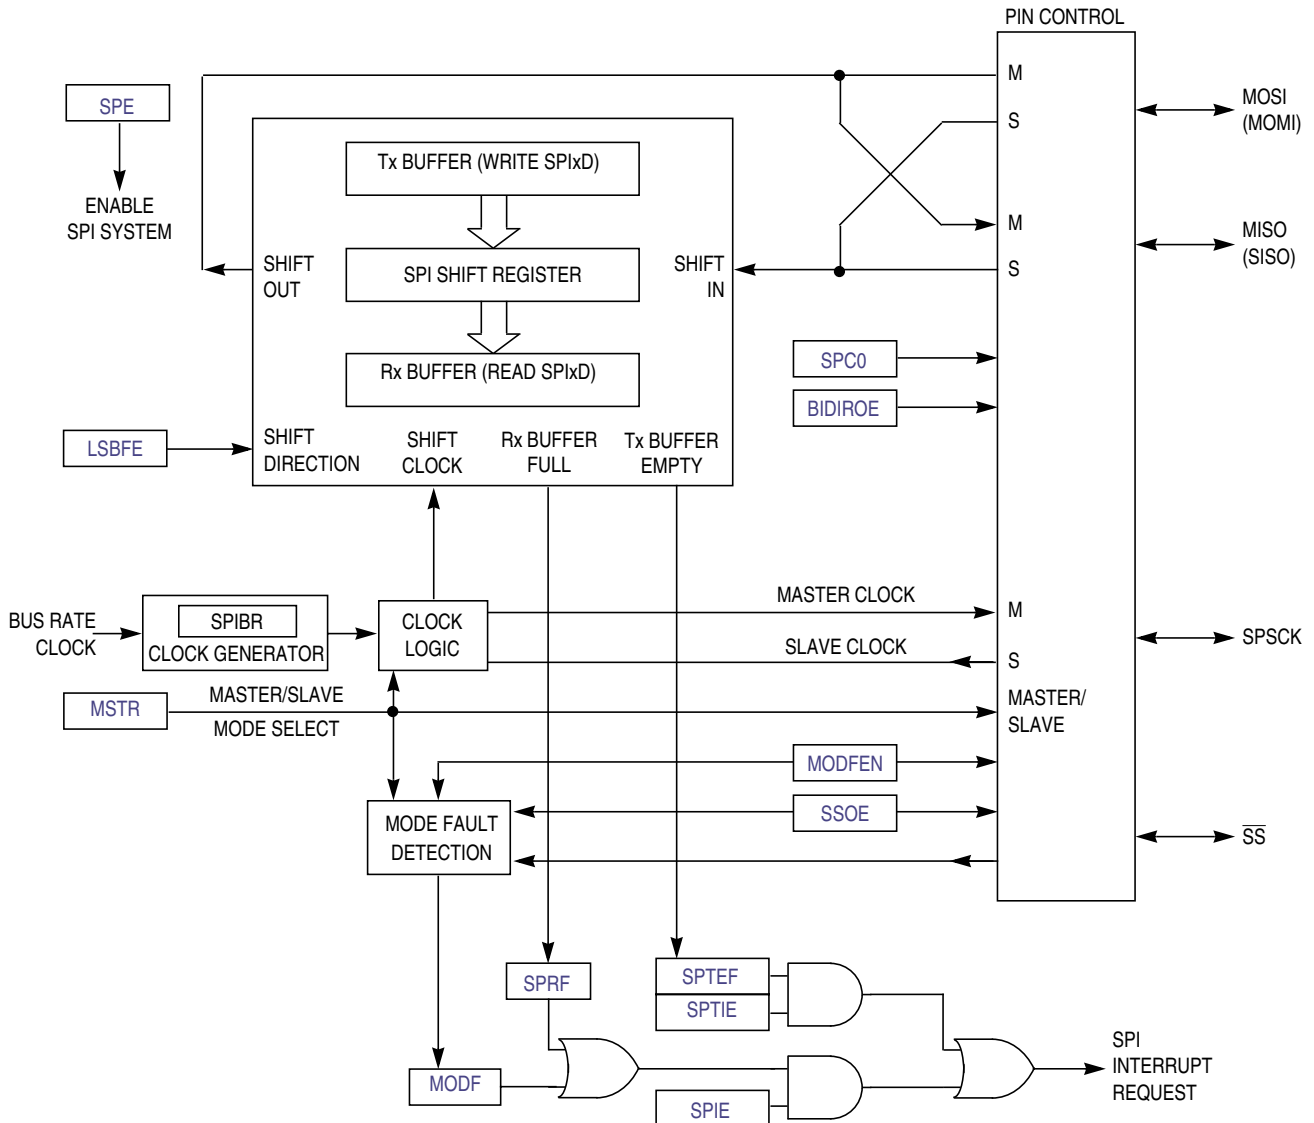 PIN CONTROL
M
MOSI
(MOMI)
SPE
S
Tx BUFFER (WRITE SPIxD)
ENABLE
SPI SYSTEM
M
MISO
(SISO)
SHIFT
OUT
SPI SHIFT REGISTER
SHIFT
IN
S
SPC0
Rx BUFFER (READ SPIxD)
BIDIROE
LSBFE
SHIFT
DIRECTION
SHIFT
CLOCK
Rx BUFFER
FULL
Tx BUFFER
EMPTY
MASTER CLOCK
M
BUS RATE
CLOCK
SPIBR
CLOCK GENERATOR
CLOCK
LOGIC
SLAVE CLOCK
S
SPSCK
MSTR
MASTER/SLAVE
MODE SELECT
MASTER/
SLAVE
MODFEN
MODE FAULT
DETECTION
SSOE
SS
SPRF
SPTEF
SPTIE
SPI
INTERRUPT
REQUEST
MODF
SPIE